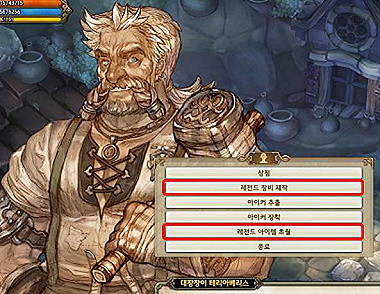 상점
레전드 장비 제작
아이커 추출
아이커 장착
레전드 아이템 초월
종료
대장장이 테리아베리스